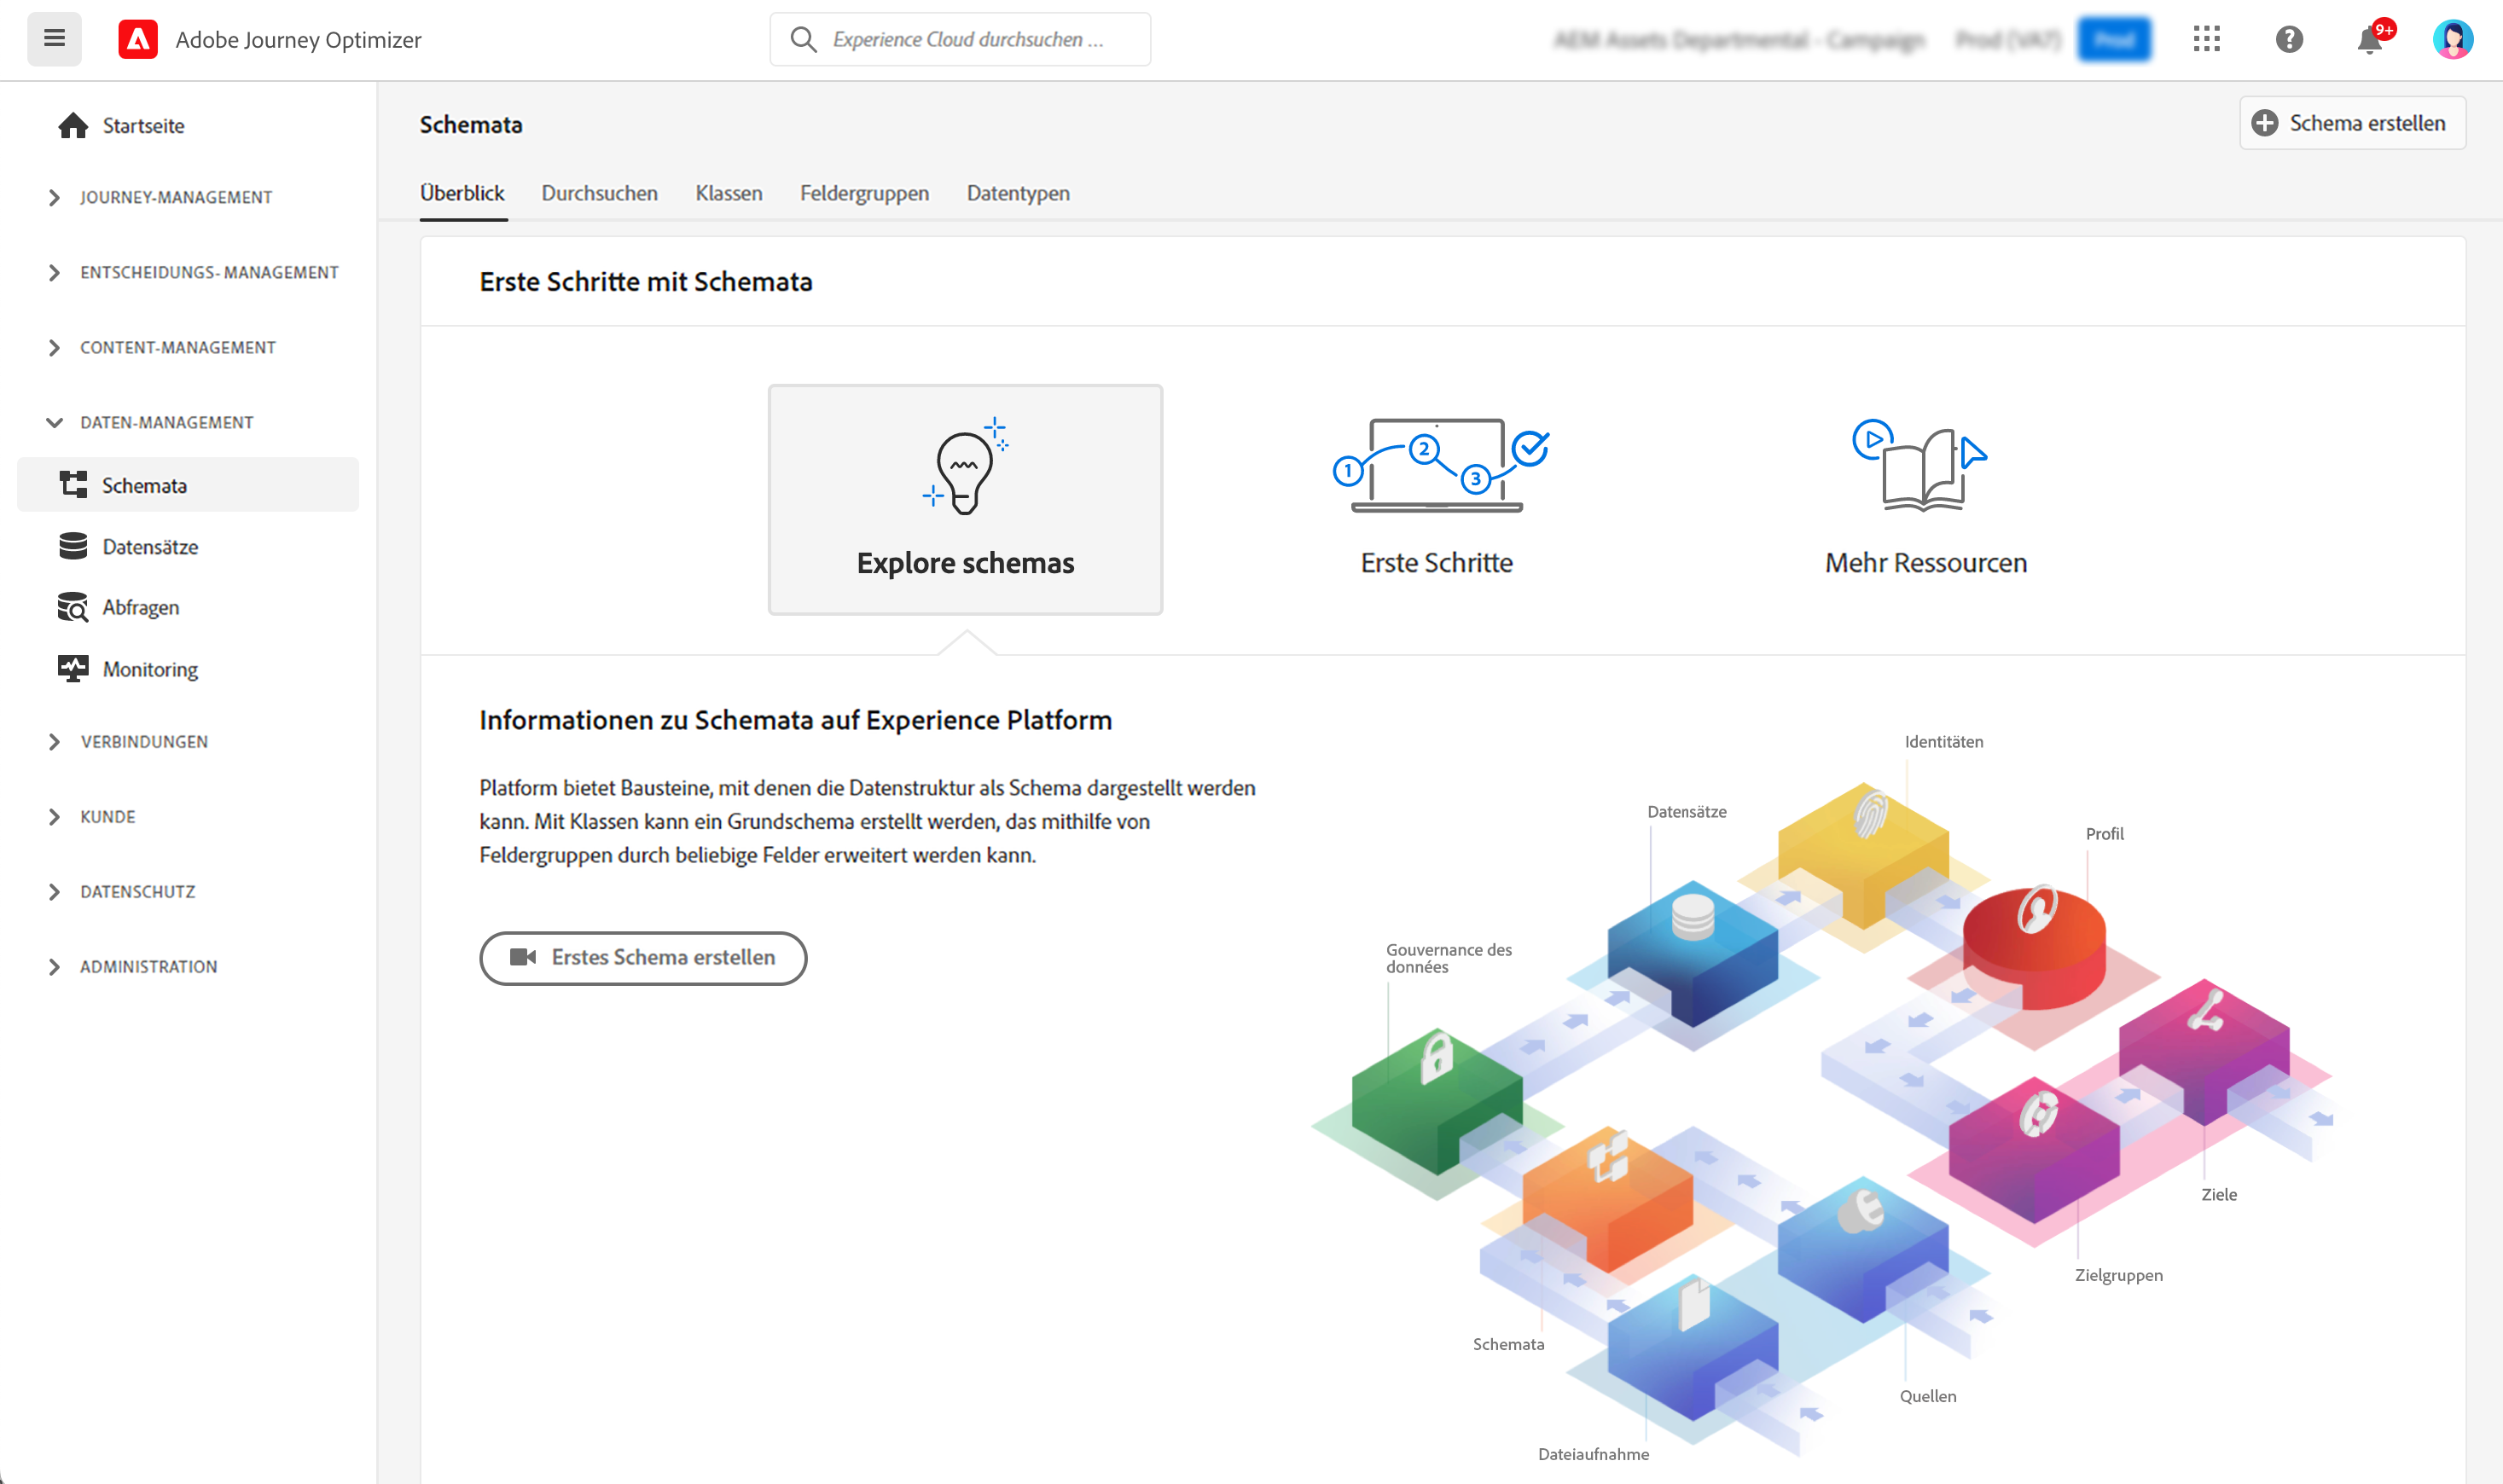 Adobe Journey Optimizer
Experience Cloud durchsuchen ...
9+
Startseite
JOURNEY-MANAGEMENT
ENTSCHEIDUNGS- MANAGEMENT
CONTENT-MANAGEMENT
DATEN-MANAGEMENT
Schemata
Datensätze
Abfragen
Monitoring
VERBINDUNGEN
KUNDE
DATENSCHUTZ
ADMINISTRATION
Schemata
Schema erstellen
Überblick Durchsuchen Klassen Feldergruppen Datentypen
Erste Schritte mit Schemata
1 2 3
Explore schemas
Erste Schritte
Mehr Ressourcen
Informationen zu Schemata auf Experience Platform
Platform bietet Bausteine, mit denen die Datenstruktur als Schema dargestellt werden
kann. Mit Klassen kann ein Grundschema erstellt werden, das mithilfe von
Feldergruppen durch beliebige Felder erweitert werden kann.
Erstes Schema erstellen
Identitäten
Datensätze
Profil
Gouvernance des
données
Ziele
Zielgruppen
Schemata
Quellen
Dateiaufnahme